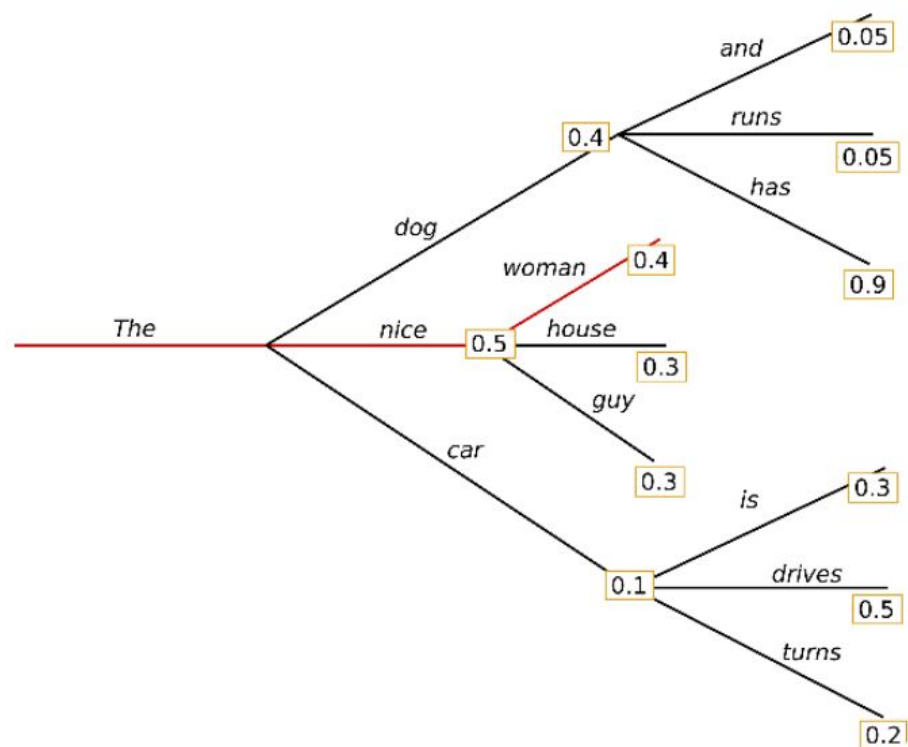 and
0.05
runs
0.4
0.05
has
dog
0.9
woman
0.4
The
nice
0.5
house
0.3
guy
car
0.3
is
0.3
0.1
drives
0.5
turns
0.2